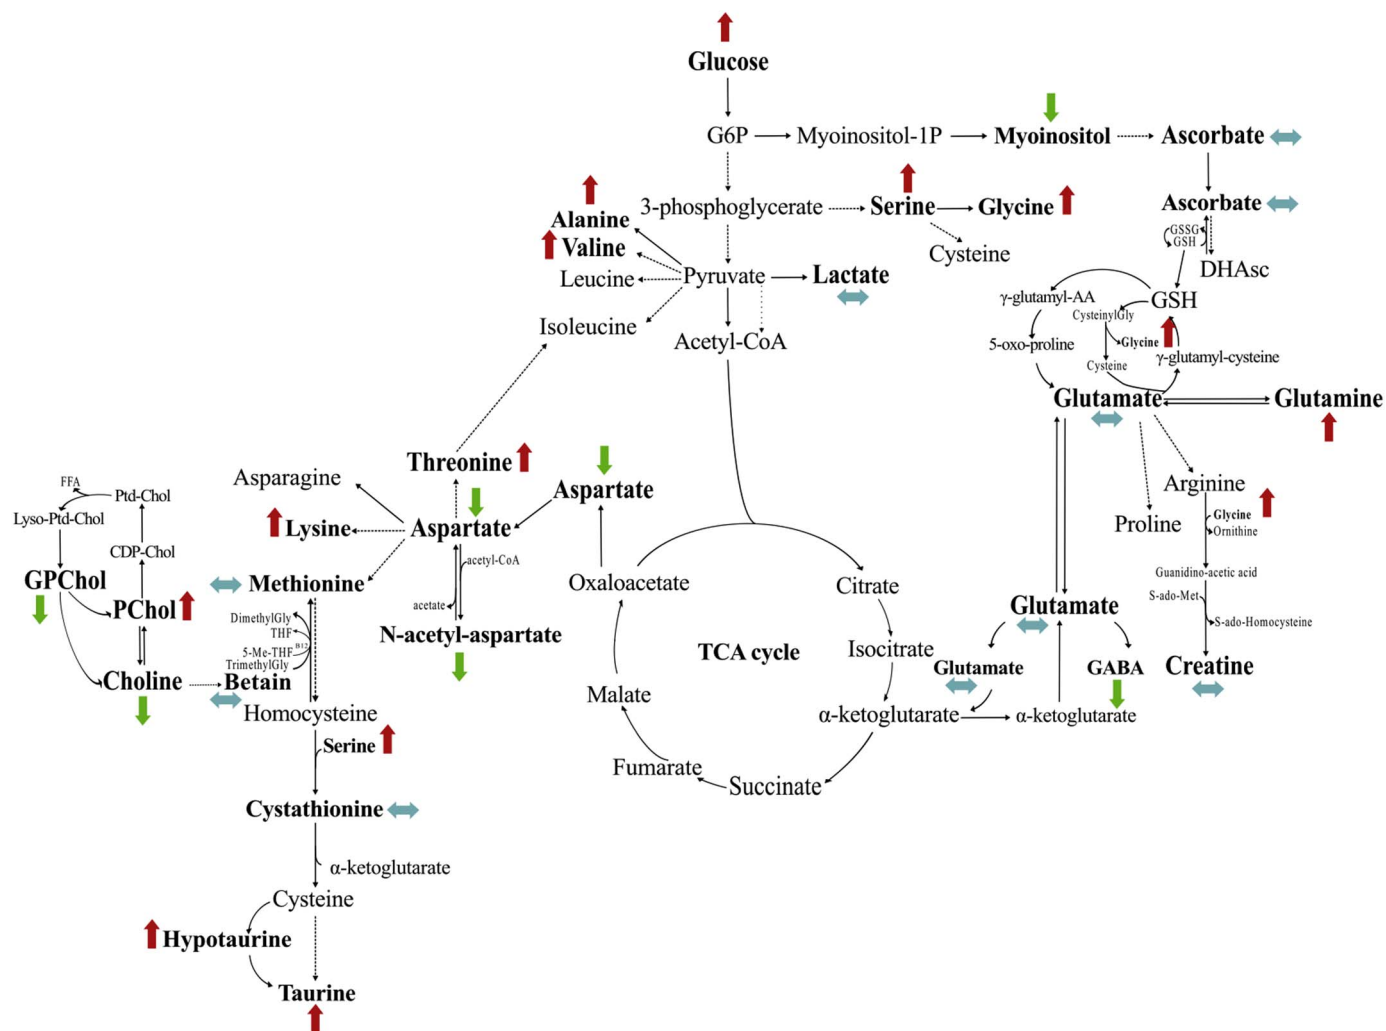 Glucose
G6P
Myoinositol-1P
Myoinositol
Ascorbate
Alanine
3-phosphoglycerate
Serine
Glycine
Ascorbate
Valine
Cysteine
GSSG
GSH
Leucine
Pyruvate
Lactate
DHAsc
γ-glutamyl-AA
GSH
Isoleucine
CysteinylGly
Acetyl-CoA
5-oxo-proline
Glycine
γ-glutamyl-cysteine
Cysteine
Glutamate
Glutamine
Threonine
Asparagine
Aspartate
FFA
Ptd-Chol
Arginine
Lyso-Ptd-Chol
Lysine
Aspartate
Glycine
Proline
Ornithine
CDP-Chol
acetyl-CoA
GPChol
Methionine
Oxaloacetate
Citrate
Guanidino-acetic acid
PChol
acetate
Glutamate
S-ado-Met
DimethylGly
S-ado-Homocysteine
THF
N-acetyl-aspartate
B12
5-Me-THF
TCA cycle
Isocitrate
TrimethylGly
Glutamate
GABA
Creatine
Choline
Betain
Malate
Homocysteine
α-ketoglutarate
α-ketoglutarate
Serine
Fumarate
Succinate
Cystathionine
α-ketoglutarate
Cysteine
Hypotaurine
Taurine